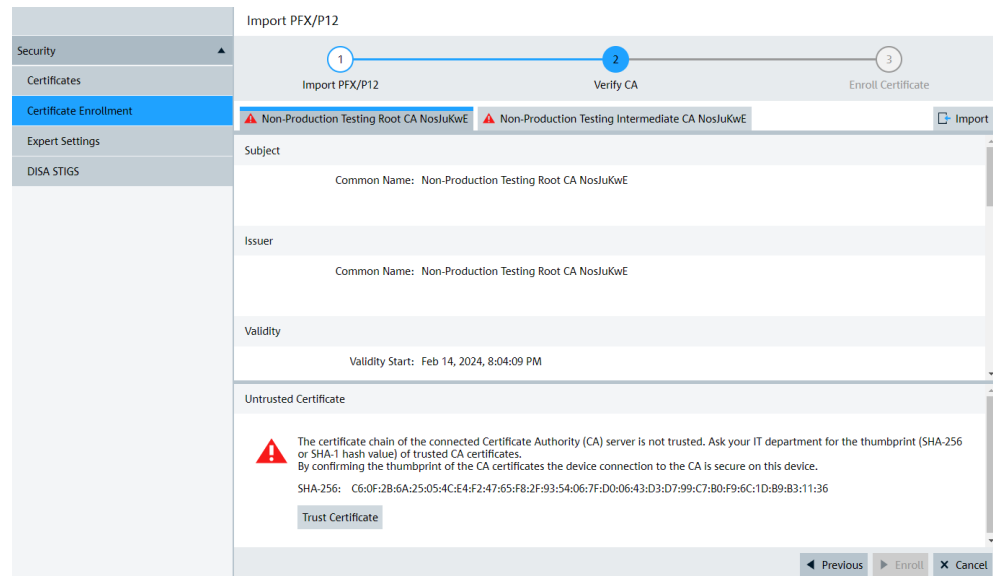 Import PFX/P12
Security
Certificates
Certificate Enrollment
Expert Settings
DISA STIGS
1
2
3
Import PFX/P12
Verify CA
Enroll Certificate
Non-Production Testing Root CA NosJuKwE
Non-Production Testing Intermediate CA NosJuKwE
Import
Subject
Common Name: Non-Production Testing Root CA NosJuKwE
Issuer
Common Name: Non-Production Testing Root CA NosJuKwE
Validity
Validity Start: Feb 14, 2024, 8:04:09 PM
Untrusted Certificate
The certificate chain of the connected Certificate Authority (CA) server is not trusted. Ask your IT department for the thumbprint (SHA-256
or SHA-1 hash value) of trusted CA certificates.
By confirming the thumbprint of the CA certificates the device connection to the CA is secure on this device.
SHA-256: C6:0F:2B:6A:25:05:4C:E4:F2:47:65:F8:2F:93:54:06:7F:D0:06:43:D3:D7:99:C7:B0:F9:6C:1D:B9:B3:11:36
Trust Certificate
Previous
Enroll
Cancel